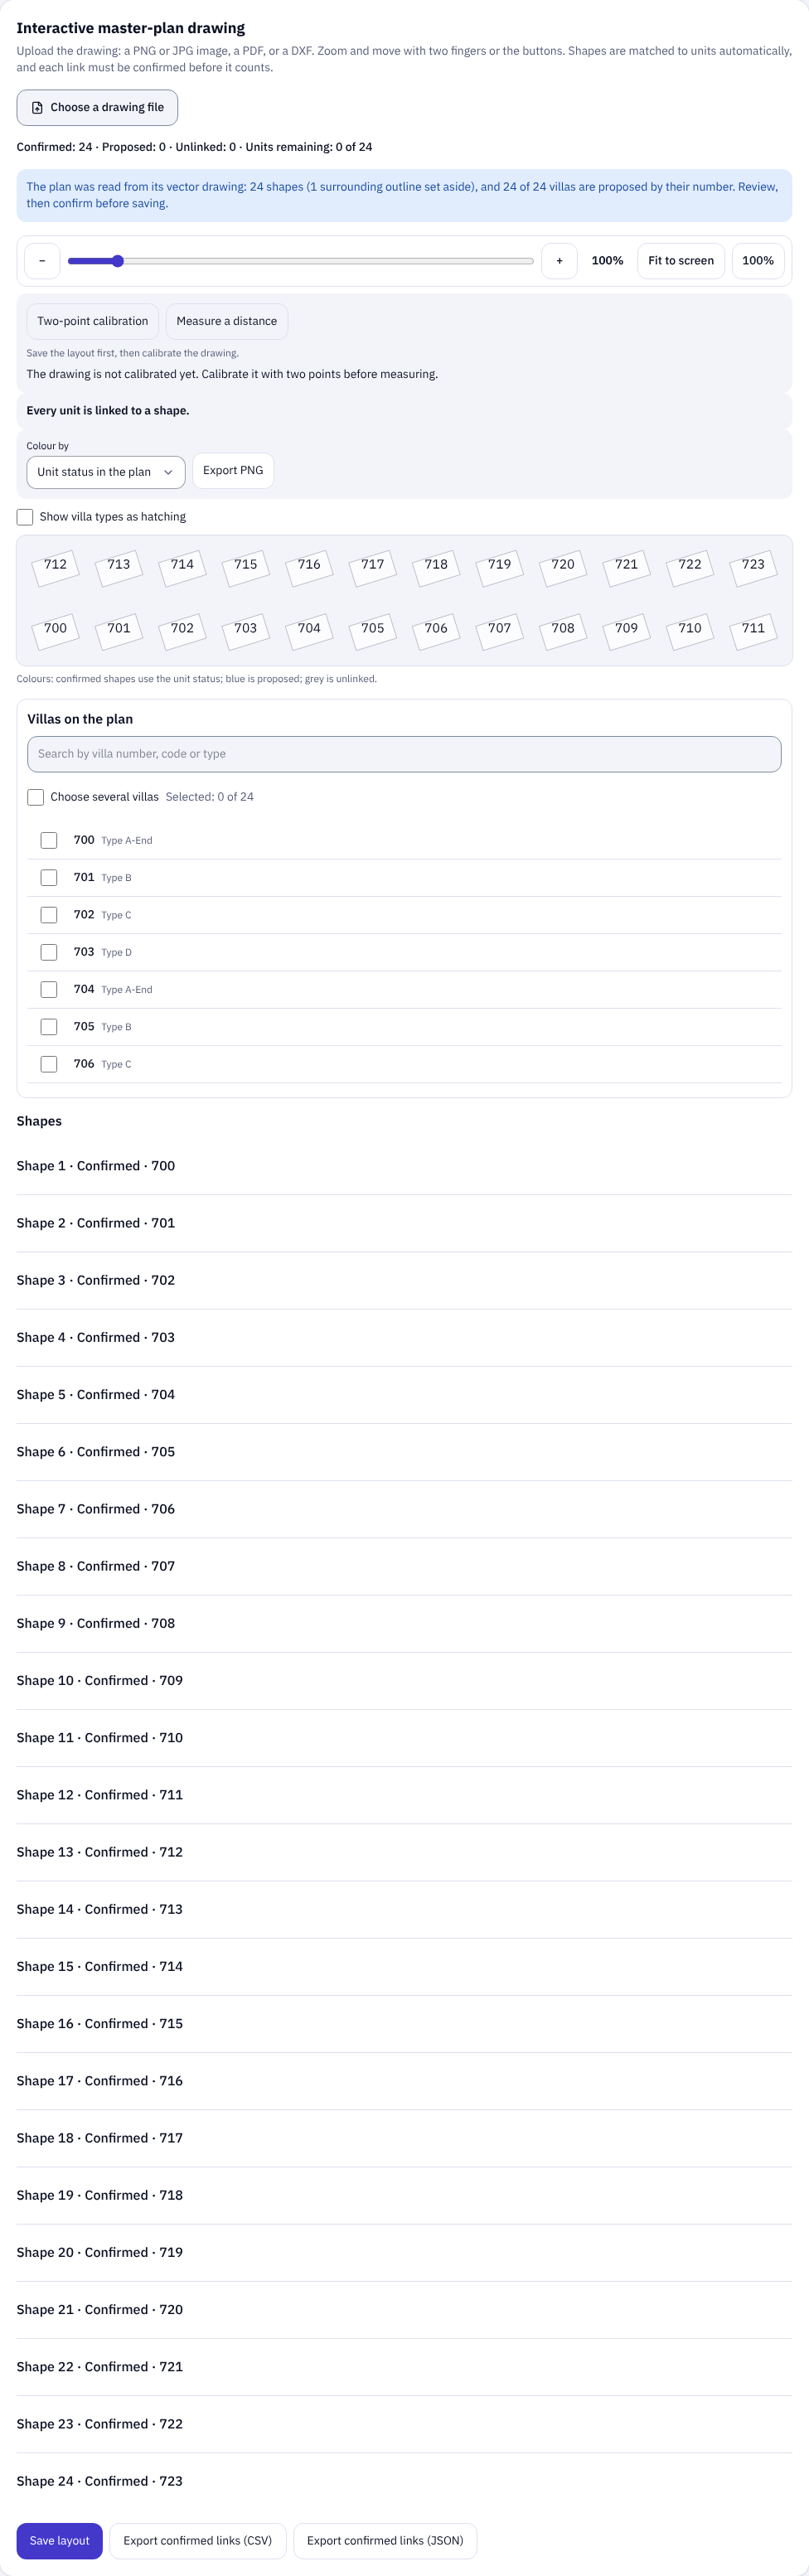 Interactive master-plan drawing
Upload the drawing: a PNG or JPG image, a PDF, or a DXF. Zoom and move with two fingers or the buttons. Shapes are matched to units automatically,
and each link must be confirmed before it counts.
Choose a drawing file
Confirmed: 24 · Proposed: 0 · Unlinked: 0 · Units remaining: 0 of 24
The plan was read from its vector drawing: 24 shapes (1 surrounding outline set aside), and 24 of 24 villas are proposed by their number. Review,
then confirm before saving.
− + 100% Fit to screen 100%
Two-point calibration Measure a distance
Save the layout first, then calibrate the drawing.
The drawing is not calibrated yet. Calibrate it with two points before measuring.
Every unit is linked to a shape.
Colour by
Unit status in the plan Export PNG
Show villa types as hatching
712 713 714 715 716 717 718 719 720 721 722 723
700 701 702 703 704 705 706 707 708 709 710 711
Colours: confirmed shapes use the unit status; blue is proposed; grey is unlinked.
Villas on the plan
Search by villa number, code or type
Choose several villas Selected: 0 of 24
700 Type A-End
701 Type B
702 Type C
703 Type D
704 Type A-End
705 Type B
706 Type C
Shapes
Shape 1 · Confirmed · 700
Shape 2 · Confirmed · 701
Shape 3 · Confirmed · 702
Shape 4 · Confirmed · 703
Shape 5 · Confirmed · 704
Shape 6 · Confirmed · 705
Shape 7 · Confirmed · 706
Shape 8 · Confirmed · 707
Shape 9 · Confirmed · 708
Shape 10 · Confirmed · 709
Shape 11 · Confirmed · 710
Shape 12 · Confirmed · 711
Shape 13 · Confirmed · 712
Shape 14 · Confirmed · 713
Shape 15 · Confirmed · 714
Shape 16 · Confirmed · 715
Shape 17 · Confirmed · 716
Shape 18 · Confirmed · 717
Shape 19 · Confirmed · 718
Shape 20 · Confirmed · 719
Shape 21 · Confirmed · 720
Shape 22 · Confirmed · 721
Shape 23 · Confirmed · 722
Shape 24 · Confirmed · 723
Save layout Export confirmed links (CSV) Export confirmed links (JSON)